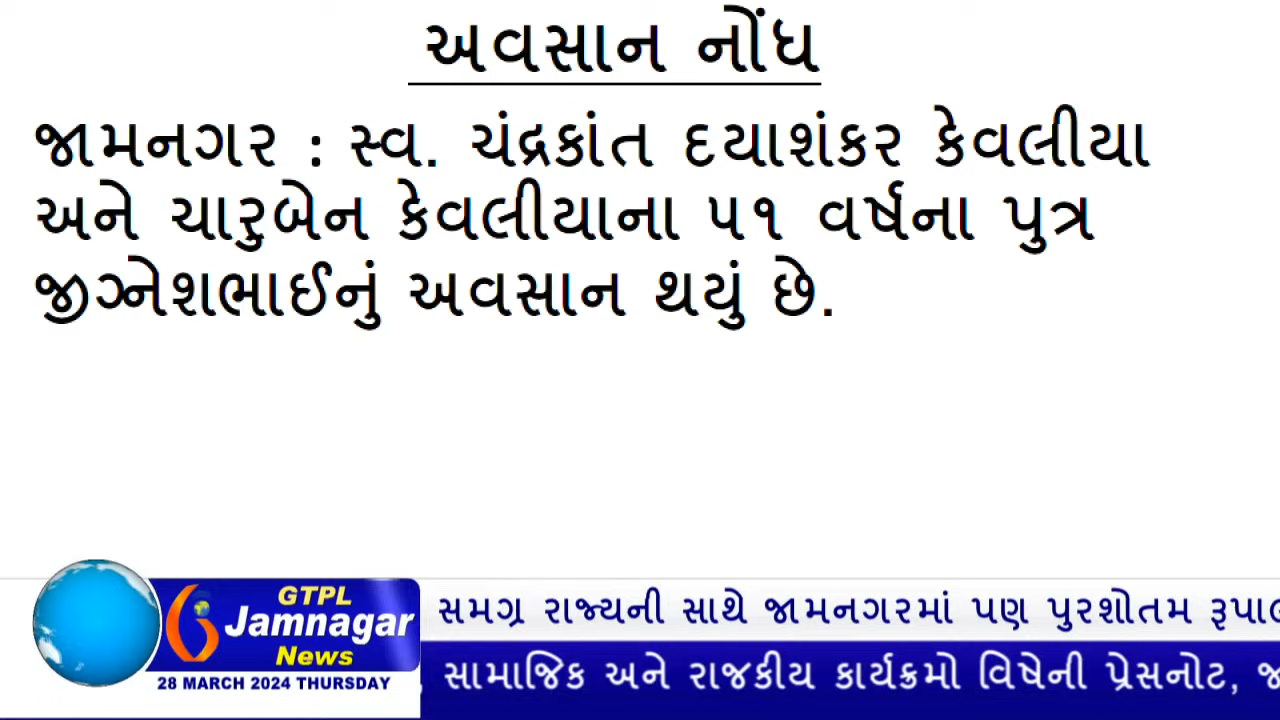 અવસાન નોંધ
જામનગર : સ્વ. ચંદ્રકાંત દયાશંકર કેવલીયા
અને ચારુબેન કેવલીયાના ૫૧ વર્ષના પુત્ર
જીગ્નેશભાઈનું અવસાન થયું છે.
GTPL
Jamnagar
News
28 MARCH 2024 THURSDAY
સમગ્ર રાજ્યની સાથે જામનગરમાં પણ પુરશોતમ
, સામાજિક અને રાજકીય કાર્યક્રમો વિષેની પ્રેસનોટ,